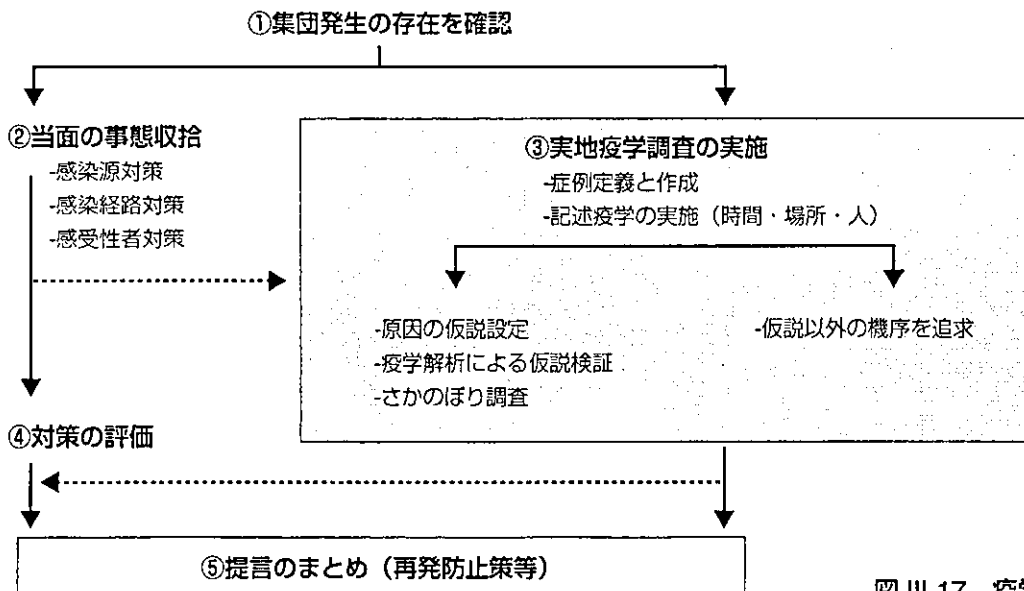 ①集団発生の存在を確認
②当面の事態収拾
-感染源対策
-感染経路対策
-感受性者対策
③実地疫学調査の実施
-症例定義と作成
-記述疫学の実施（時間・場所・人）
-原因の仮説設定
-疫学解析による仮説検証
-さかのぼり調査
-仮説以外の機序を追求
④対策の評価
⑤提言のまとめ（再発防止策等）
図 III-17 疫学